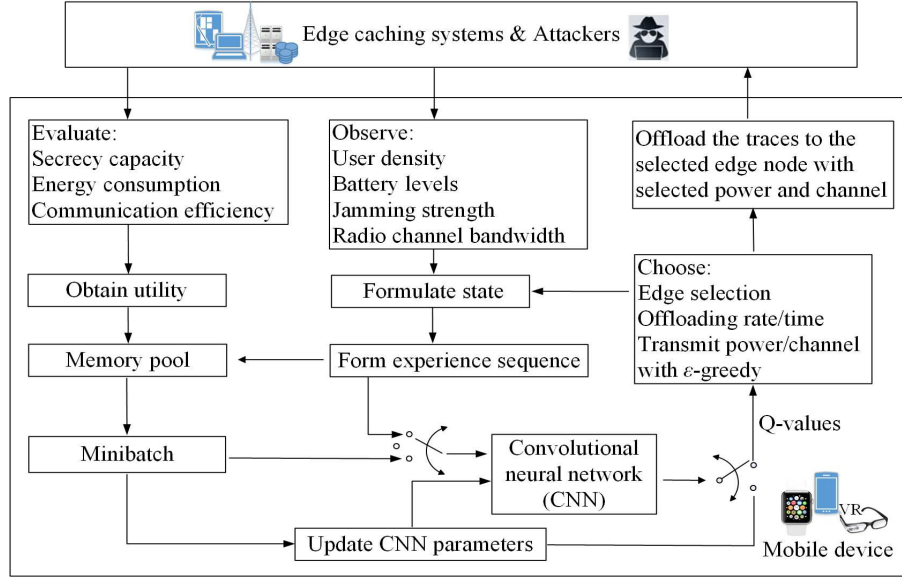 Edge caching systems & Attackers
Evaluate:
Secrecy capacity
Energy consumption
Communication efficiency
Observe:
User density
Battery levels
Jamming strength
Radio channel bandwidth
Offload the traces to the
selected edge node with
selected power and channel
Obtain utility
Formulate state
Choose:
Edge selection
Offloading rate/time
Transmit power/channel
with ε-greedy
Memory pool
Form experience sequence
Q-values
Minibatch
Convolutional
neural network
(CNN)
VR
Update CNN parameters
Mobile device